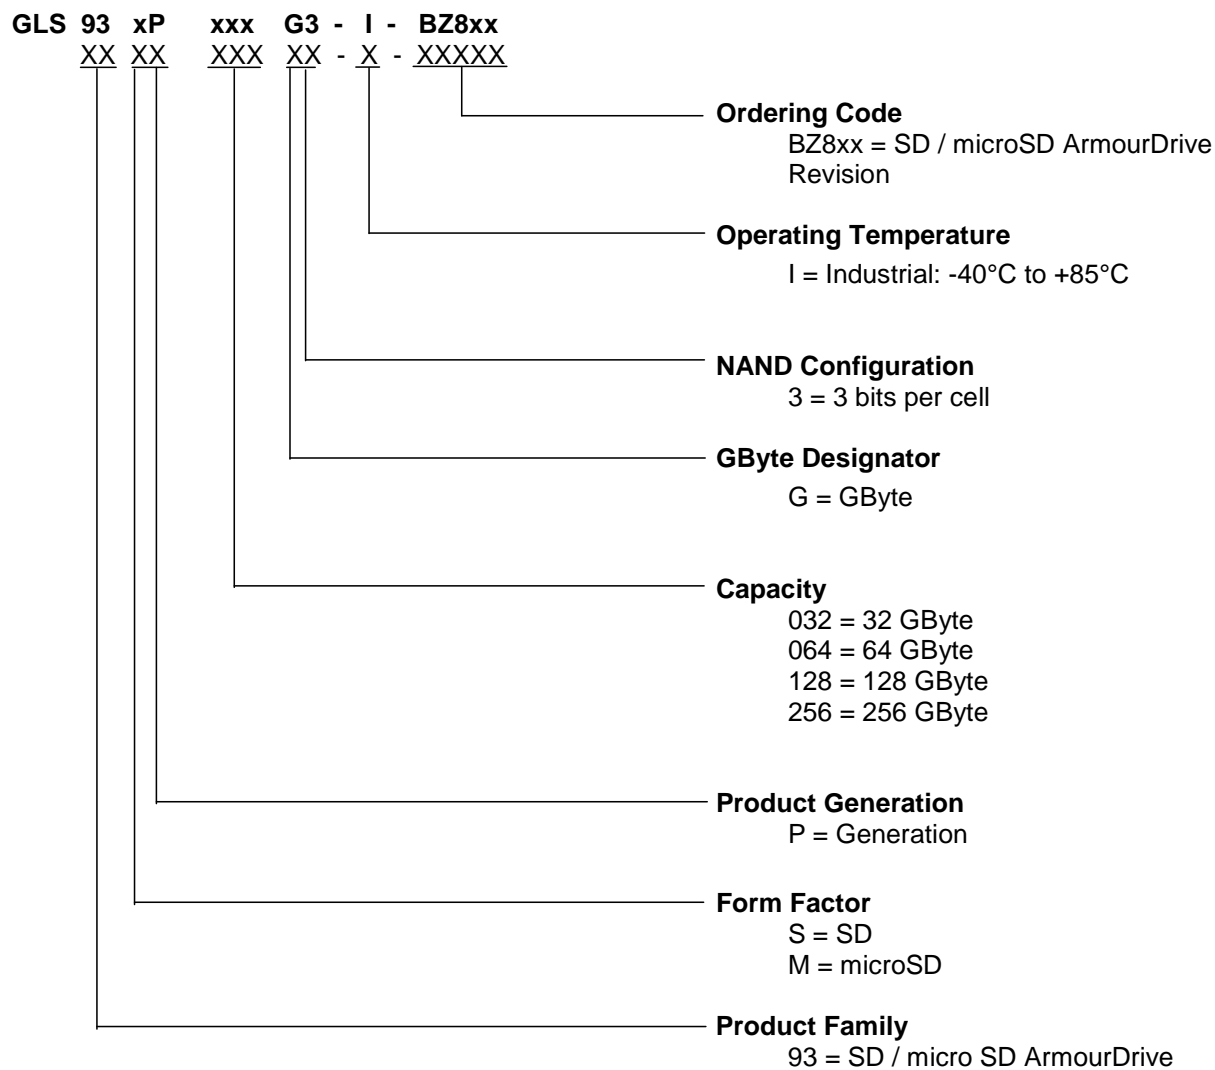 GLS 93 xP xxx G3 - I - BZ8xx
XX XX XXX XX - X - XXXXX
Ordering Code
BZ8xx = SD / microSD ArmourDrive
Revision
Operating Temperature
I = Industrial: -40°C to +85°C
NAND Configuration
3 = 3 bits per cell
GByte Designator
G = GByte
Capacity
032 = 32 GByte
064 = 64 GByte
128 = 128 GByte
256 = 256 GByte
Product Generation
P = Generation
Form Factor
S = SD
M = microSD
Product Family
93 = SD / micro SD ArmourDrive